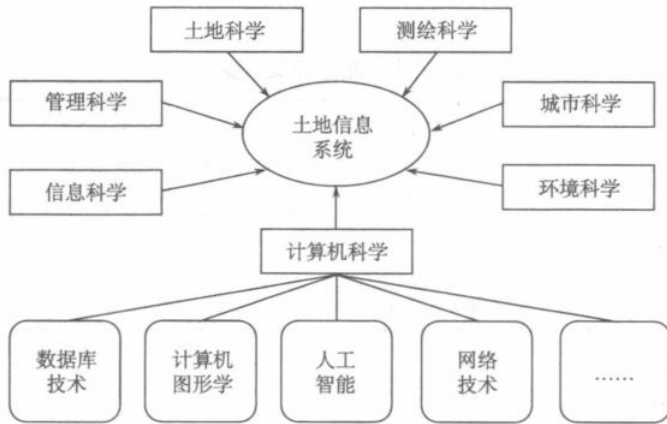 土地科学
测绘科学
管理科学
土地信息
系统
城市科学
信息科学
环境科学
计算机科学
数据库
技术
计算机
图形学
人工
智能
网络
技术
……